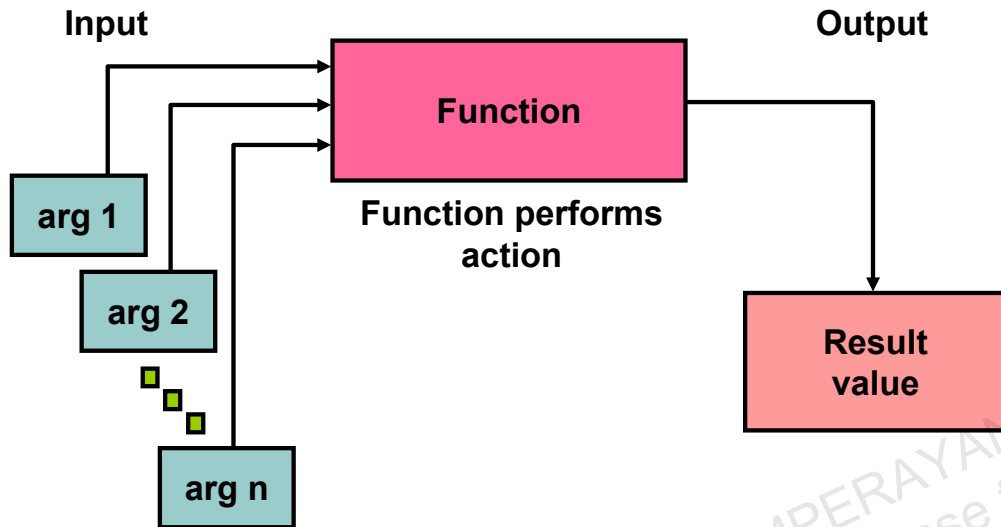 Input
Output
Function
arg 1
Function performs
action
arg 2
Result
value
arg n